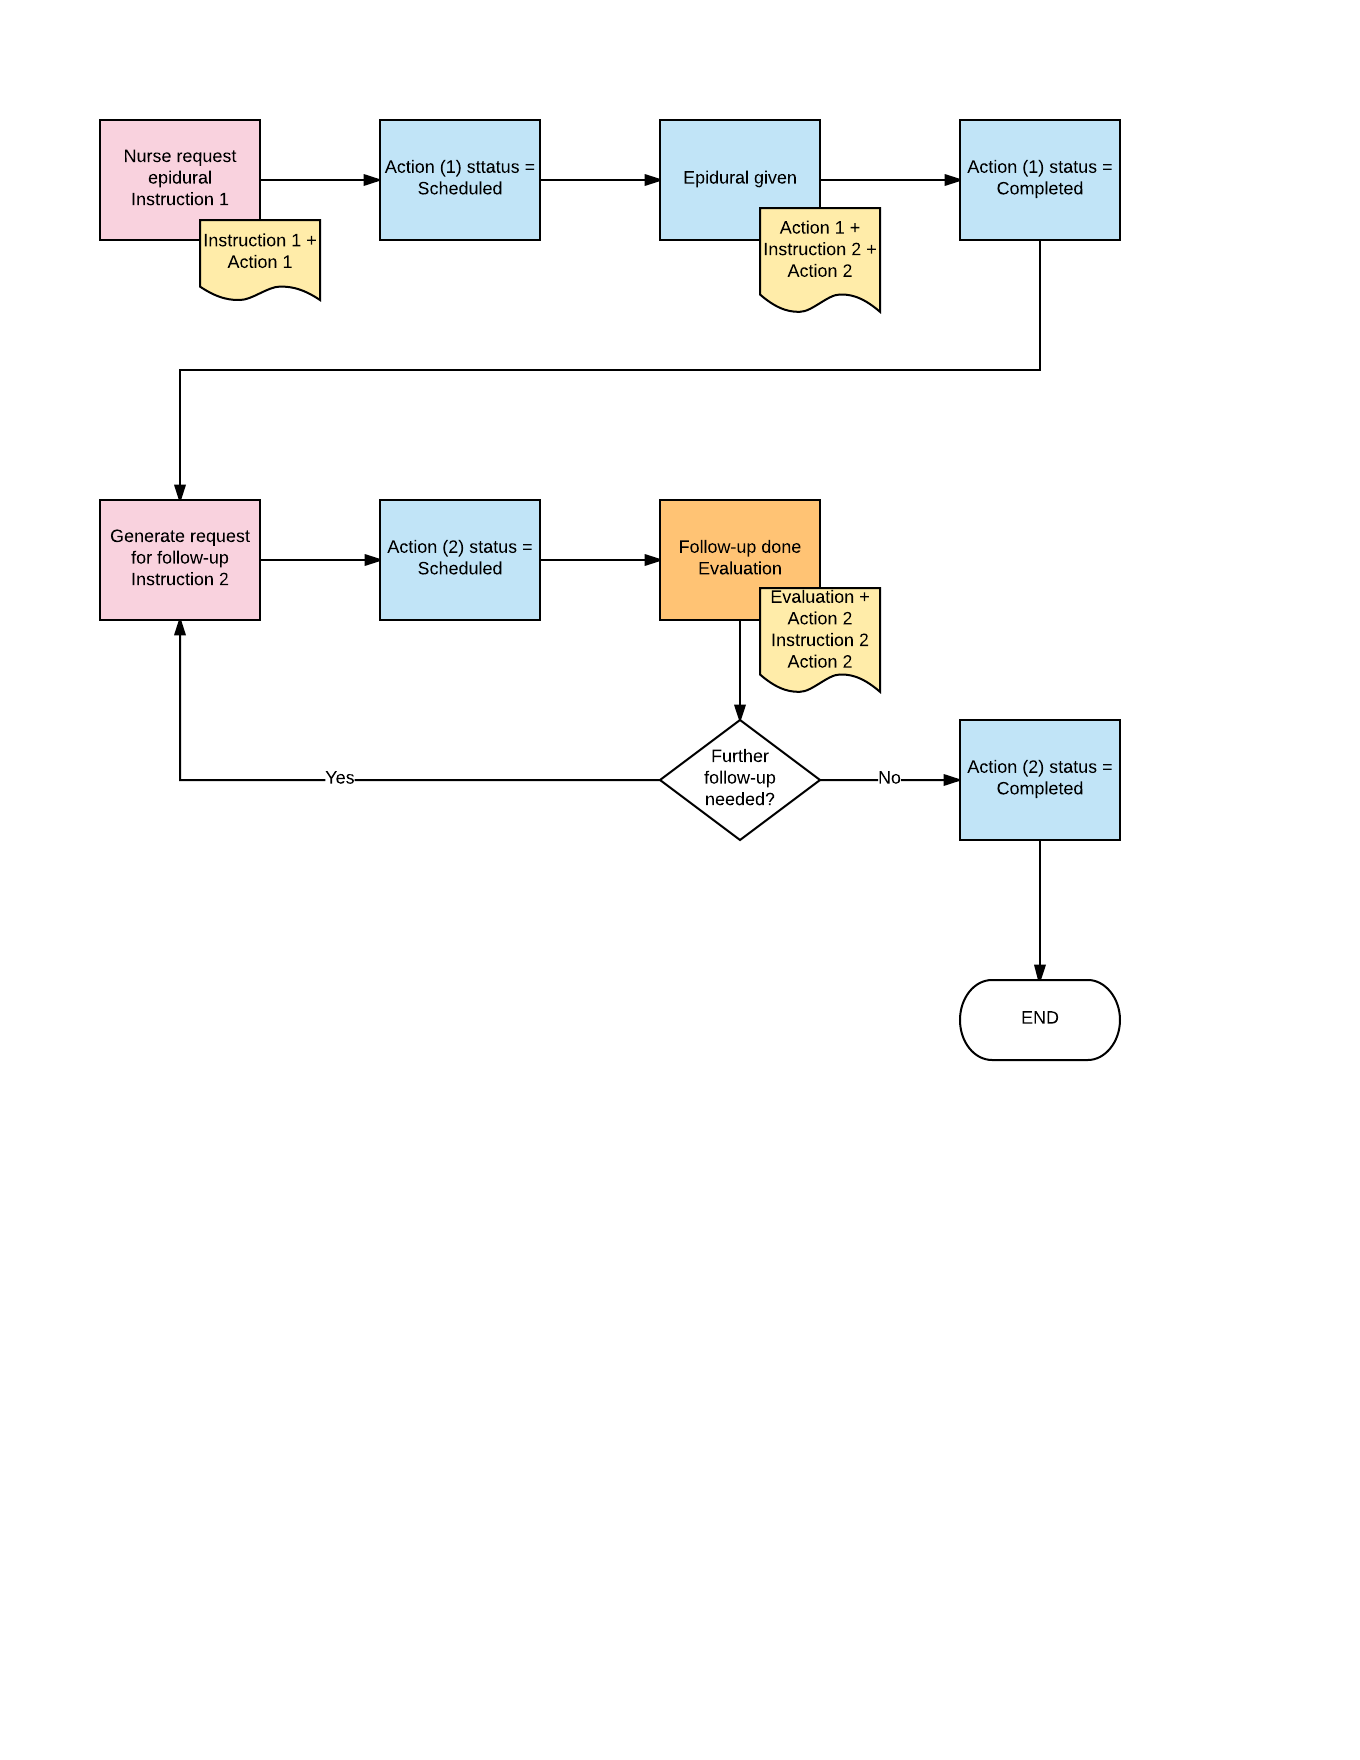 Nurse request
epidural
Instruction 1
Instruction 1 +
Action 1
Action (1) sttatus =
Scheduled
Epidural given
Action 1 +
Instruction 2 +
Action 2
Action (1) status =
Completed
Generate request
for follow-up
Instruction 2
Action (2) status =
Scheduled
Follow-up done
Evaluation
Evaluation +
Action 2
Instruction 2
Action 2
Further
follow-up
needed?
Yes
No
Action (2) status =
Completed
END